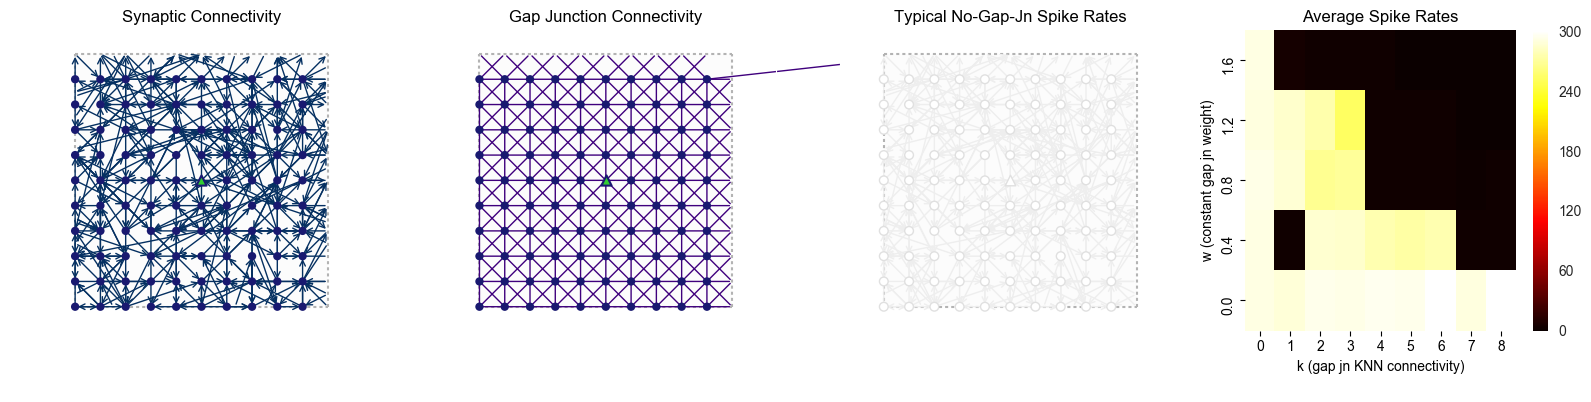 Synaptic Connectivity
Gap Junction Connectivity
Typical No-Gap-Jn Spike Rates
Average Spike Rates
w (constant gap jn weight)
1.6
1.2
0.8
0.4
0.0
0 1 2 3 4 5 6 7 8
k (gap jn KNN connectivity)
300
240
180
120
60
0